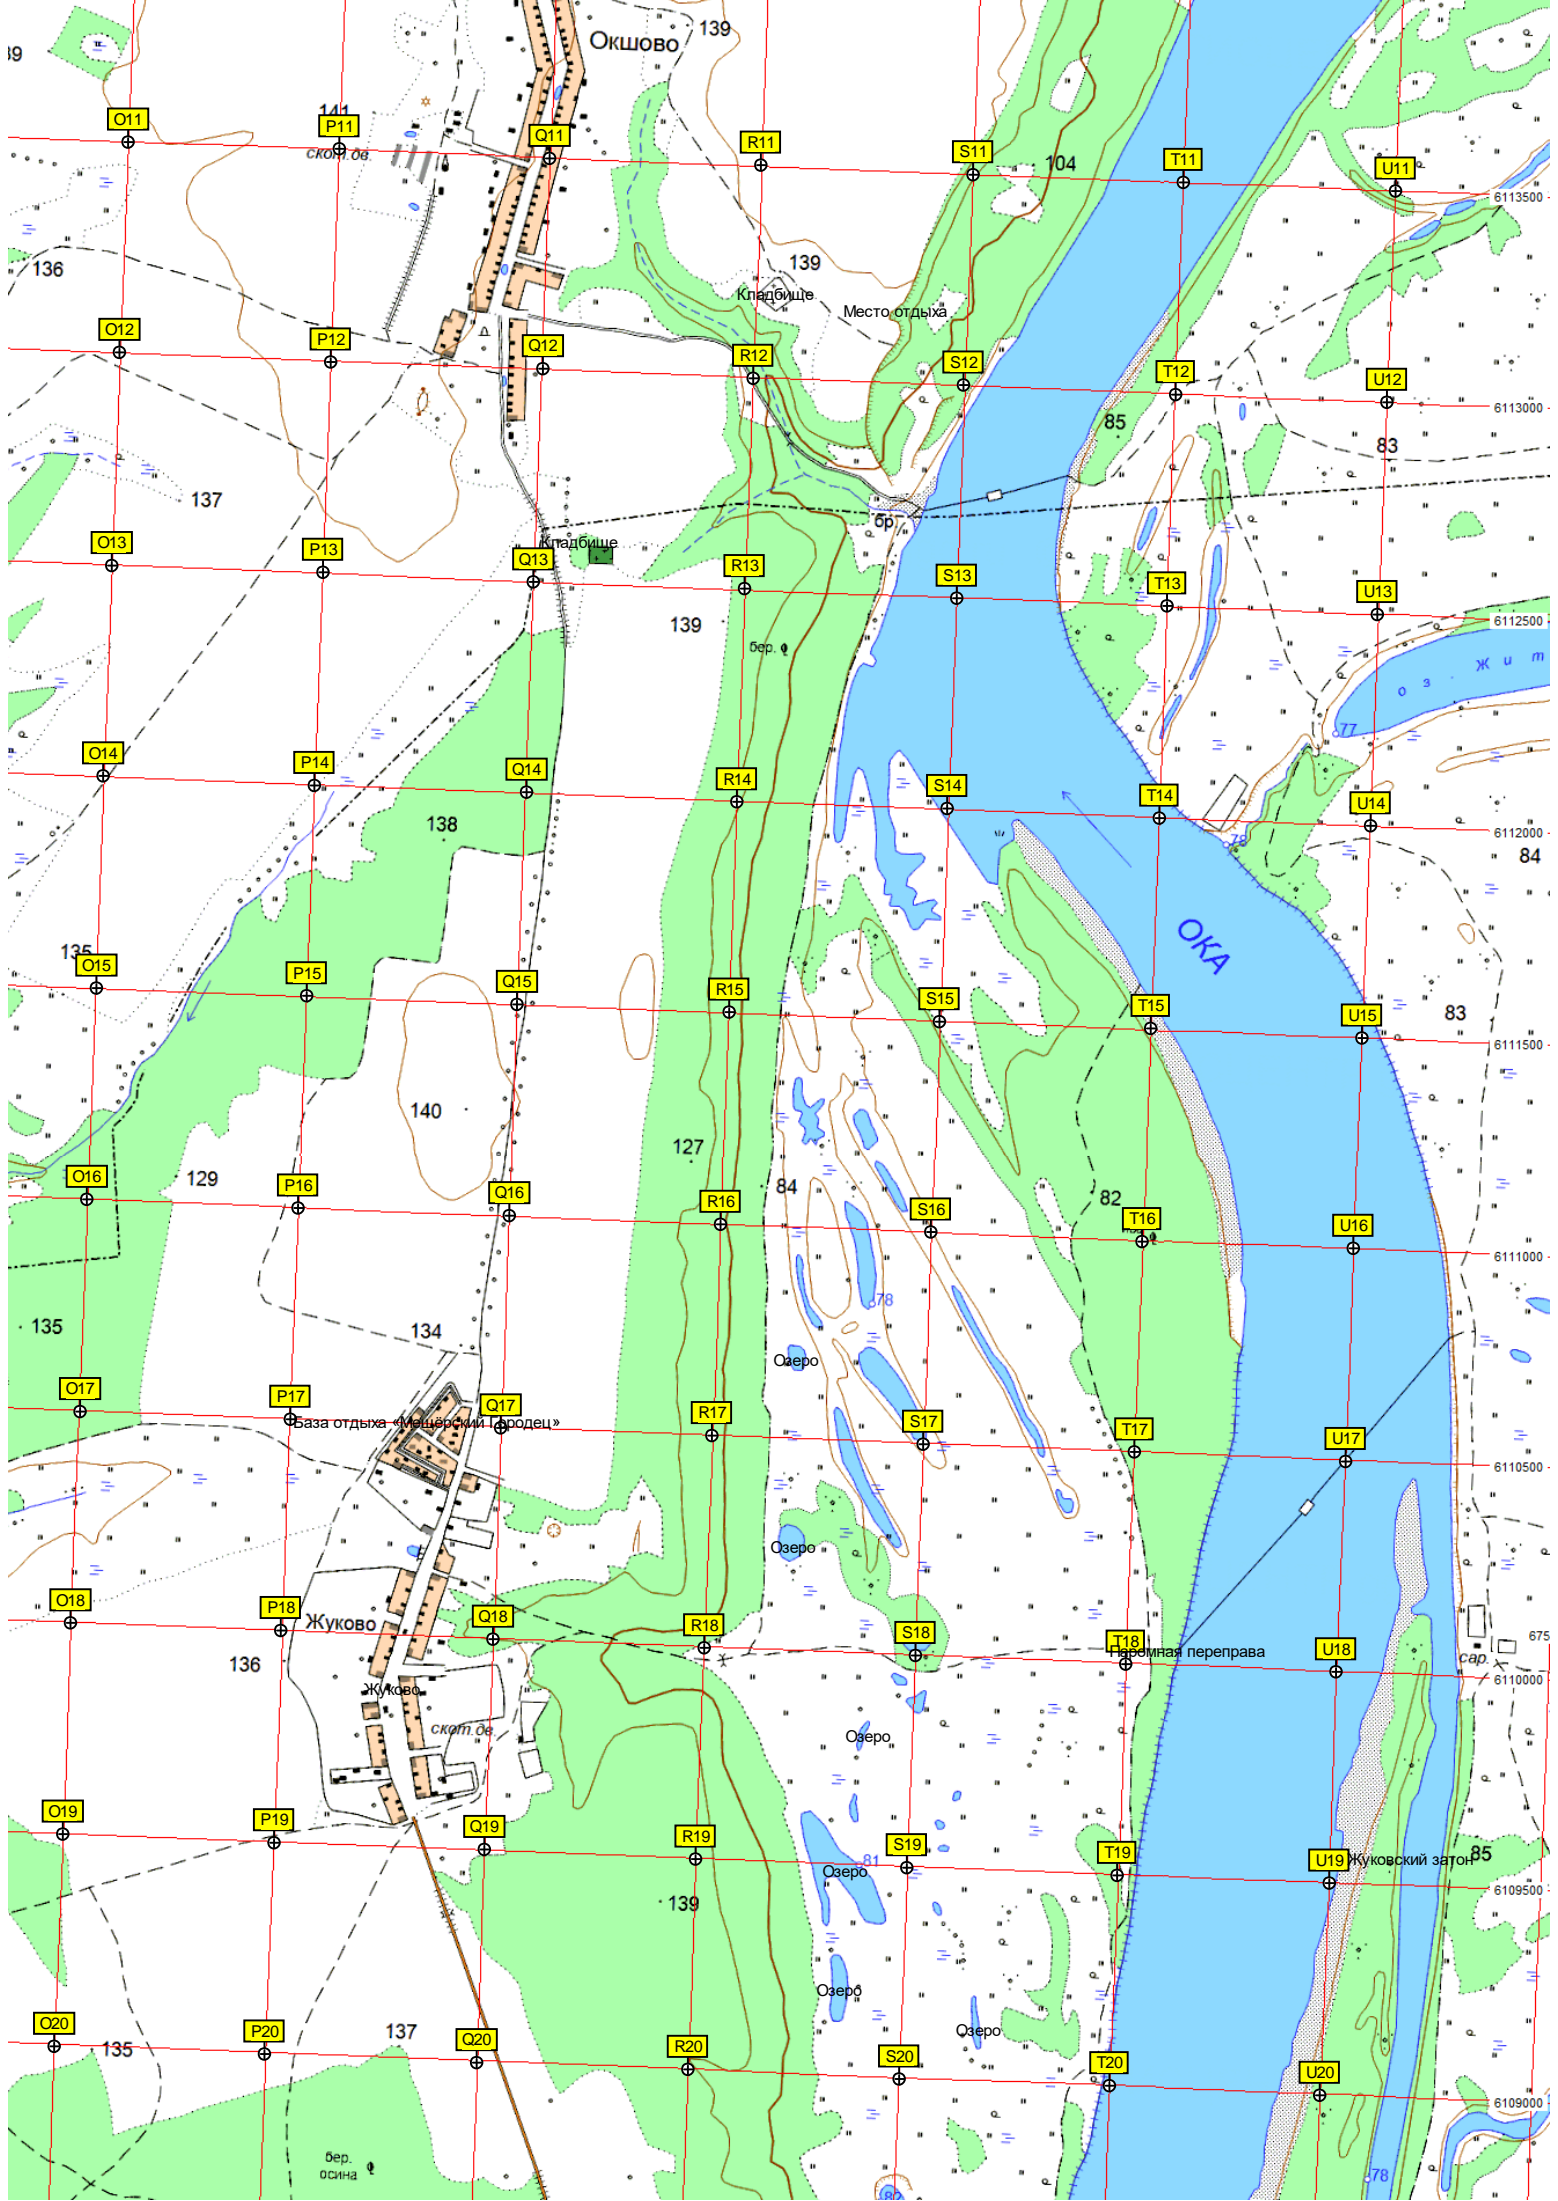 Окшово
139
39
141
скот.дв.
O11
P11
Q11
R11
S11
104
T11
U11
6113500
136
139
Кладбище
Место отдыха
O12
P12
Q12
R12
S12
T12
U12
6113000
85
83
137
бр.
Кладбище
O13
P13
Q13
R13
S13
T13
U13
6112500
139
бер.
оз. Жит
77
O14
P14
Q14
R14
S14
T14
U14
6112000
138
78
84
ОКА
135
O15
P15
Q15
R15
S15
T15
U15
83
6111500
140
127
129
84
82
O16
P16
Q16
R16
S16
T16
U16
6111000
78
135
134
Озеро
O17
P17
Q17
R17
S17
T17
U17
База отдыха «Мещёрский Городец»
6110500
Озеро
O18
P18
Жуково
Q18
R18
S18
T18
Паромная переправа
U18
675
сар.
136
6110000
Жуково
скот.дв.
Озеро
O19
P19
Q19
R19
S19
T19
U19
Жуковский затон
85
81
Озеро
6109500
139
Озеро
Озеро
O20
P20
137
Q20
R20
S20
T20
U20
135
6109000
бер.
осина
78
82